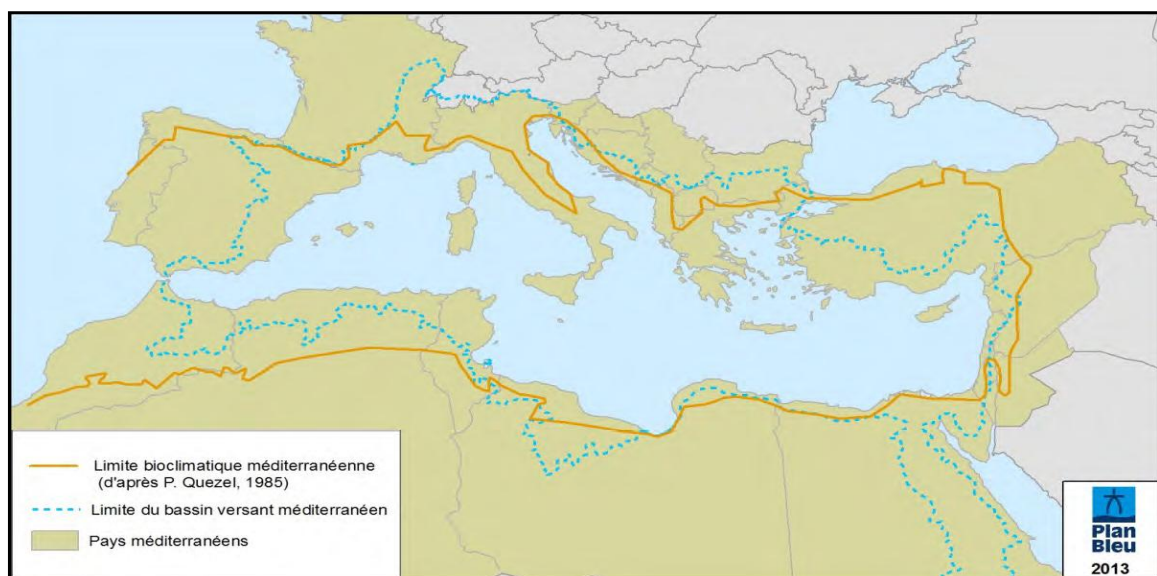 Limite bioclimatique méditerranéenne
(d'après P. Quezel, 1985)
Limite du bassin versant méditerranéen
Pays méditerranéens
Plan
Bleu
2013